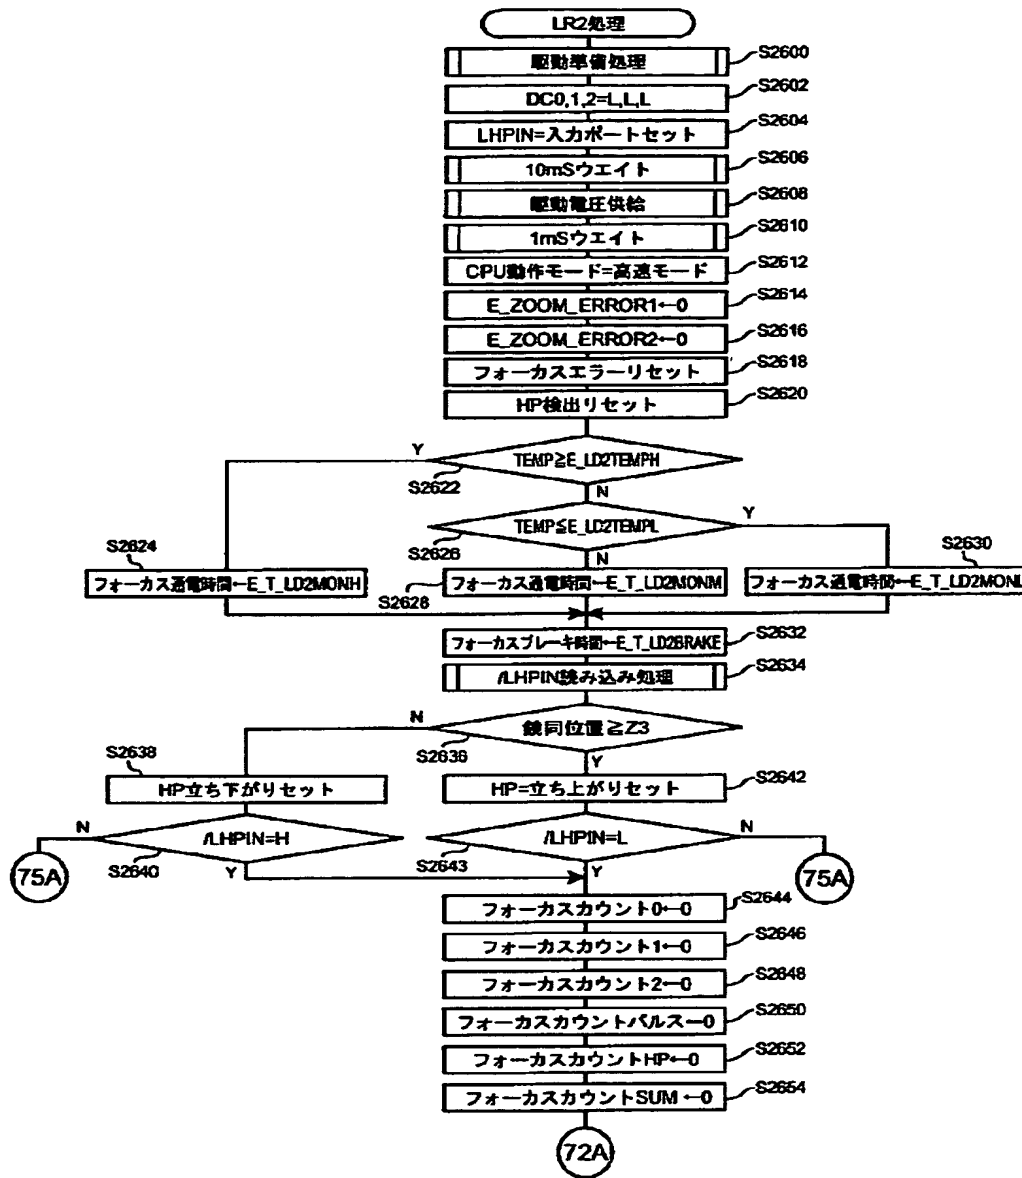 LR2処理
駆動準備処理
S2600
DC0,1,2=L,L,L
S2602
LHPIN=入力ポートセット
S2604
10mSウエイト
S2606
駆動電圧供給
S2608
1mSウエイト
S2610
CPU動作モード=高速モード
S2612
E_ZOOM_ERROR1←0
S2614
E_ZOOM_ERROR2←0
S2616
フォーカスエラーリセット
S2618
HP検出リセット
S2620
Y
TEMP≧E_LD2TEMPH
S2622
N
TEMP≦E_LD2TEMPL
Y
S2626
N
S2624
フォーカス通電時間←E_T_LD2MONH
フォーカス通電時間←E_T_LD2MONM
S2628
S2630
フォーカス通電時間←E_T_LD2MONL
フォーカスブレーキ時間←E_T_LD2BRAKE
S2632
/LHPIN読み込み処理
S2634
N
鏡同位置≧Z3
S2636
Y
S2638
HP立ち下がりセット
HP=立ち上がりセット
S2642
N
/LHPIN=H
S2640
Y
/LHPIN=L
N
S2643
Y
75A
75A
フォーカスカウント0←0
S2644
フォーカスカウント1←0
S2646
フォーカスカウント2←0
S2648
フォーカスカウントパルス←0
S2650
フォーカスカウントHP←0
S2652
フォーカスカウントSUM←0
S2654
72A